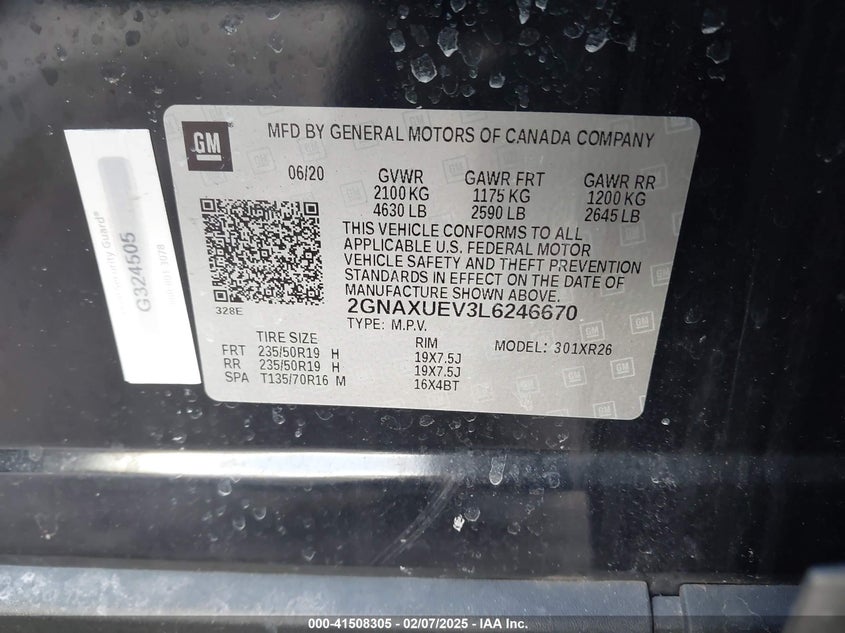 GM
MFD BY GENERAL MOTORS OF CANADA COMPANY
06/20 GVWR GAWR FRT GAWR RR
2100 KG 1175 KG 1200 KG
4630 LB 2590 LB 2645 LB
THIS VEHICLE CONFORMS TO ALL
APPLICABLE U.S. FEDERAL MOTOR
VEHICLE SAFETY AND THEFT PREVENTION
STANDARDS IN EFFECT ON THE DATE OF
MANUFACTURE SHOWN ABOVE.
328E 2GNAXUEV3L6246670
TYPE: M.P.V.
TIRE SIZE RIM MODEL: 301XR26
FRT 235/50R19 H 19X7.5J
RR 235/50R19 H 19X7.5J
SPA T135/70R16 M 16X4BT
Security Guard®
G324505
1078
000-41508305 - 02/07/2025 - IAA Inc.